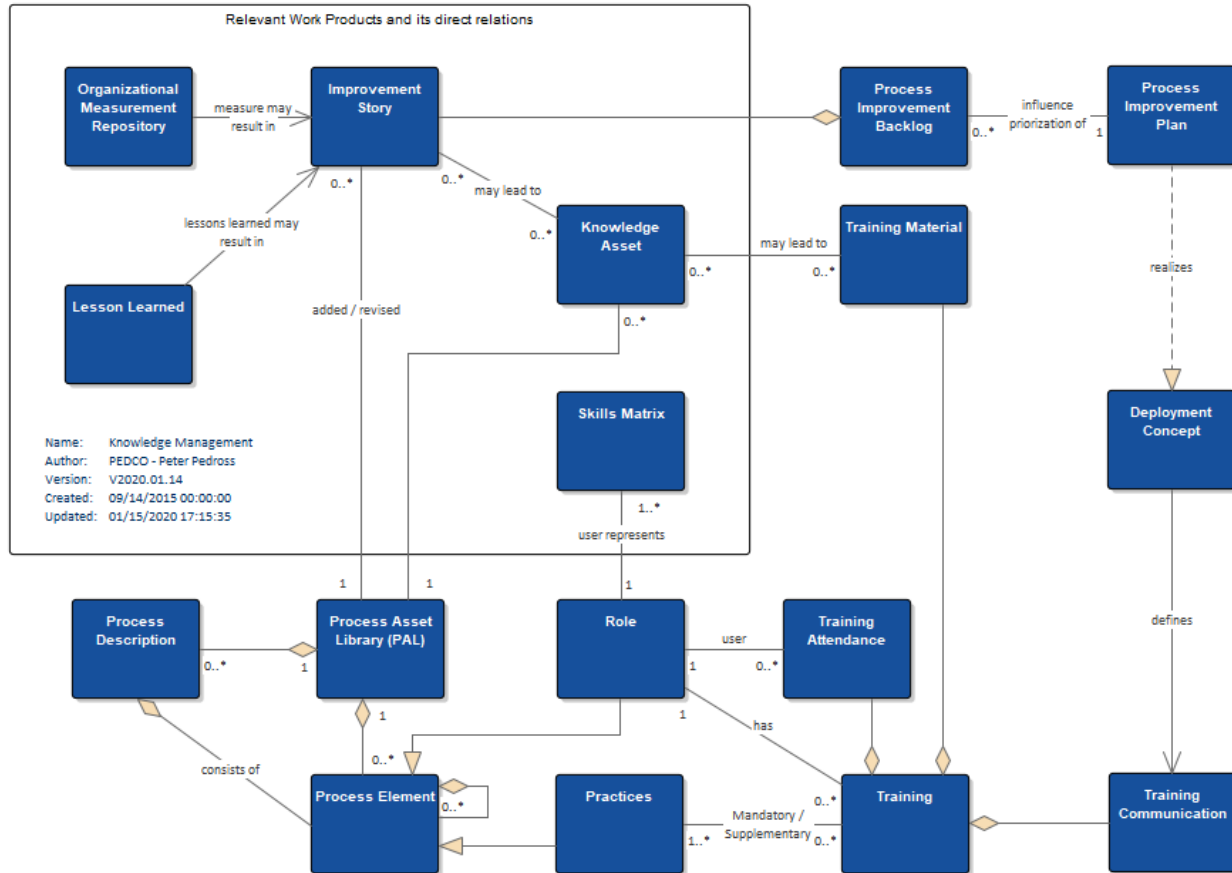 Relevant Work Products and its direct relations
Organizational
Measurement
Repository
measure may
result in
Improvement
Story
Process
Improvement
Backlog
0..*
influence
priorization of
1
Process
Improvement
Plan
0..*
0..*
may lead to
0..*
lessons learned may
result in
Knowledge
Asset
0..*
may lead to
0..*
Training Material
realizes
Lesson Learned
added / revised
0..*
Skills Matrix
Deployment
Concept
Name: Knowledge Management
Author: PEDCO - Peter Pedross
Version: V2020.01.14
Created: 09/14/2015 00:00:00
Updated: 01/15/2020 17:15:35
1..*
user represents
1
1
1
Process
Description
0..*
1
Process Asset
Library (PAL)
Role
user
1
0..*
Training
Attendance
defines
1
1
has
consists of
0..*
Process Element
0..*
Practices
1..*
Mandatory /
Supplementary
0..*
0..*
Training
Training
Communication